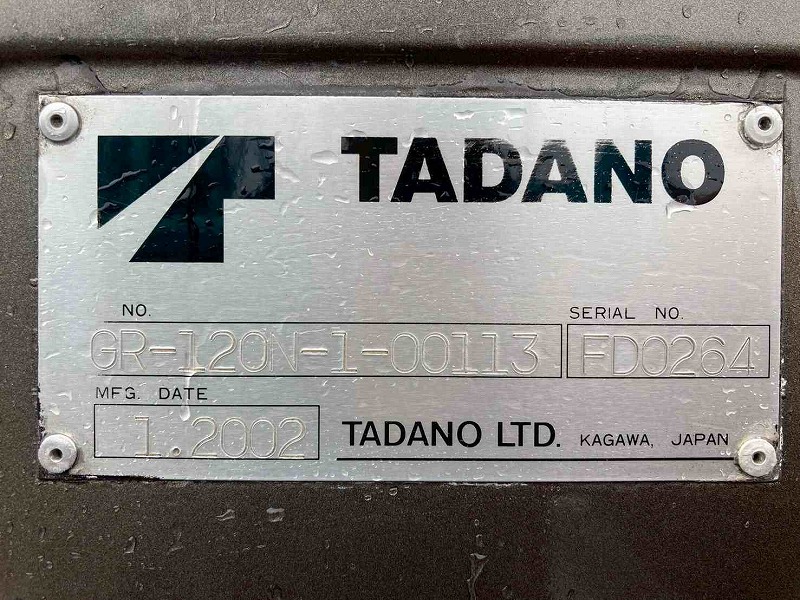 TADANO
NO.
SERIAL NO.
GR-120N-1-00113
FD0264
MFG. DATE
1.2002
TADANO LTD. KAGAWA, JAPAN